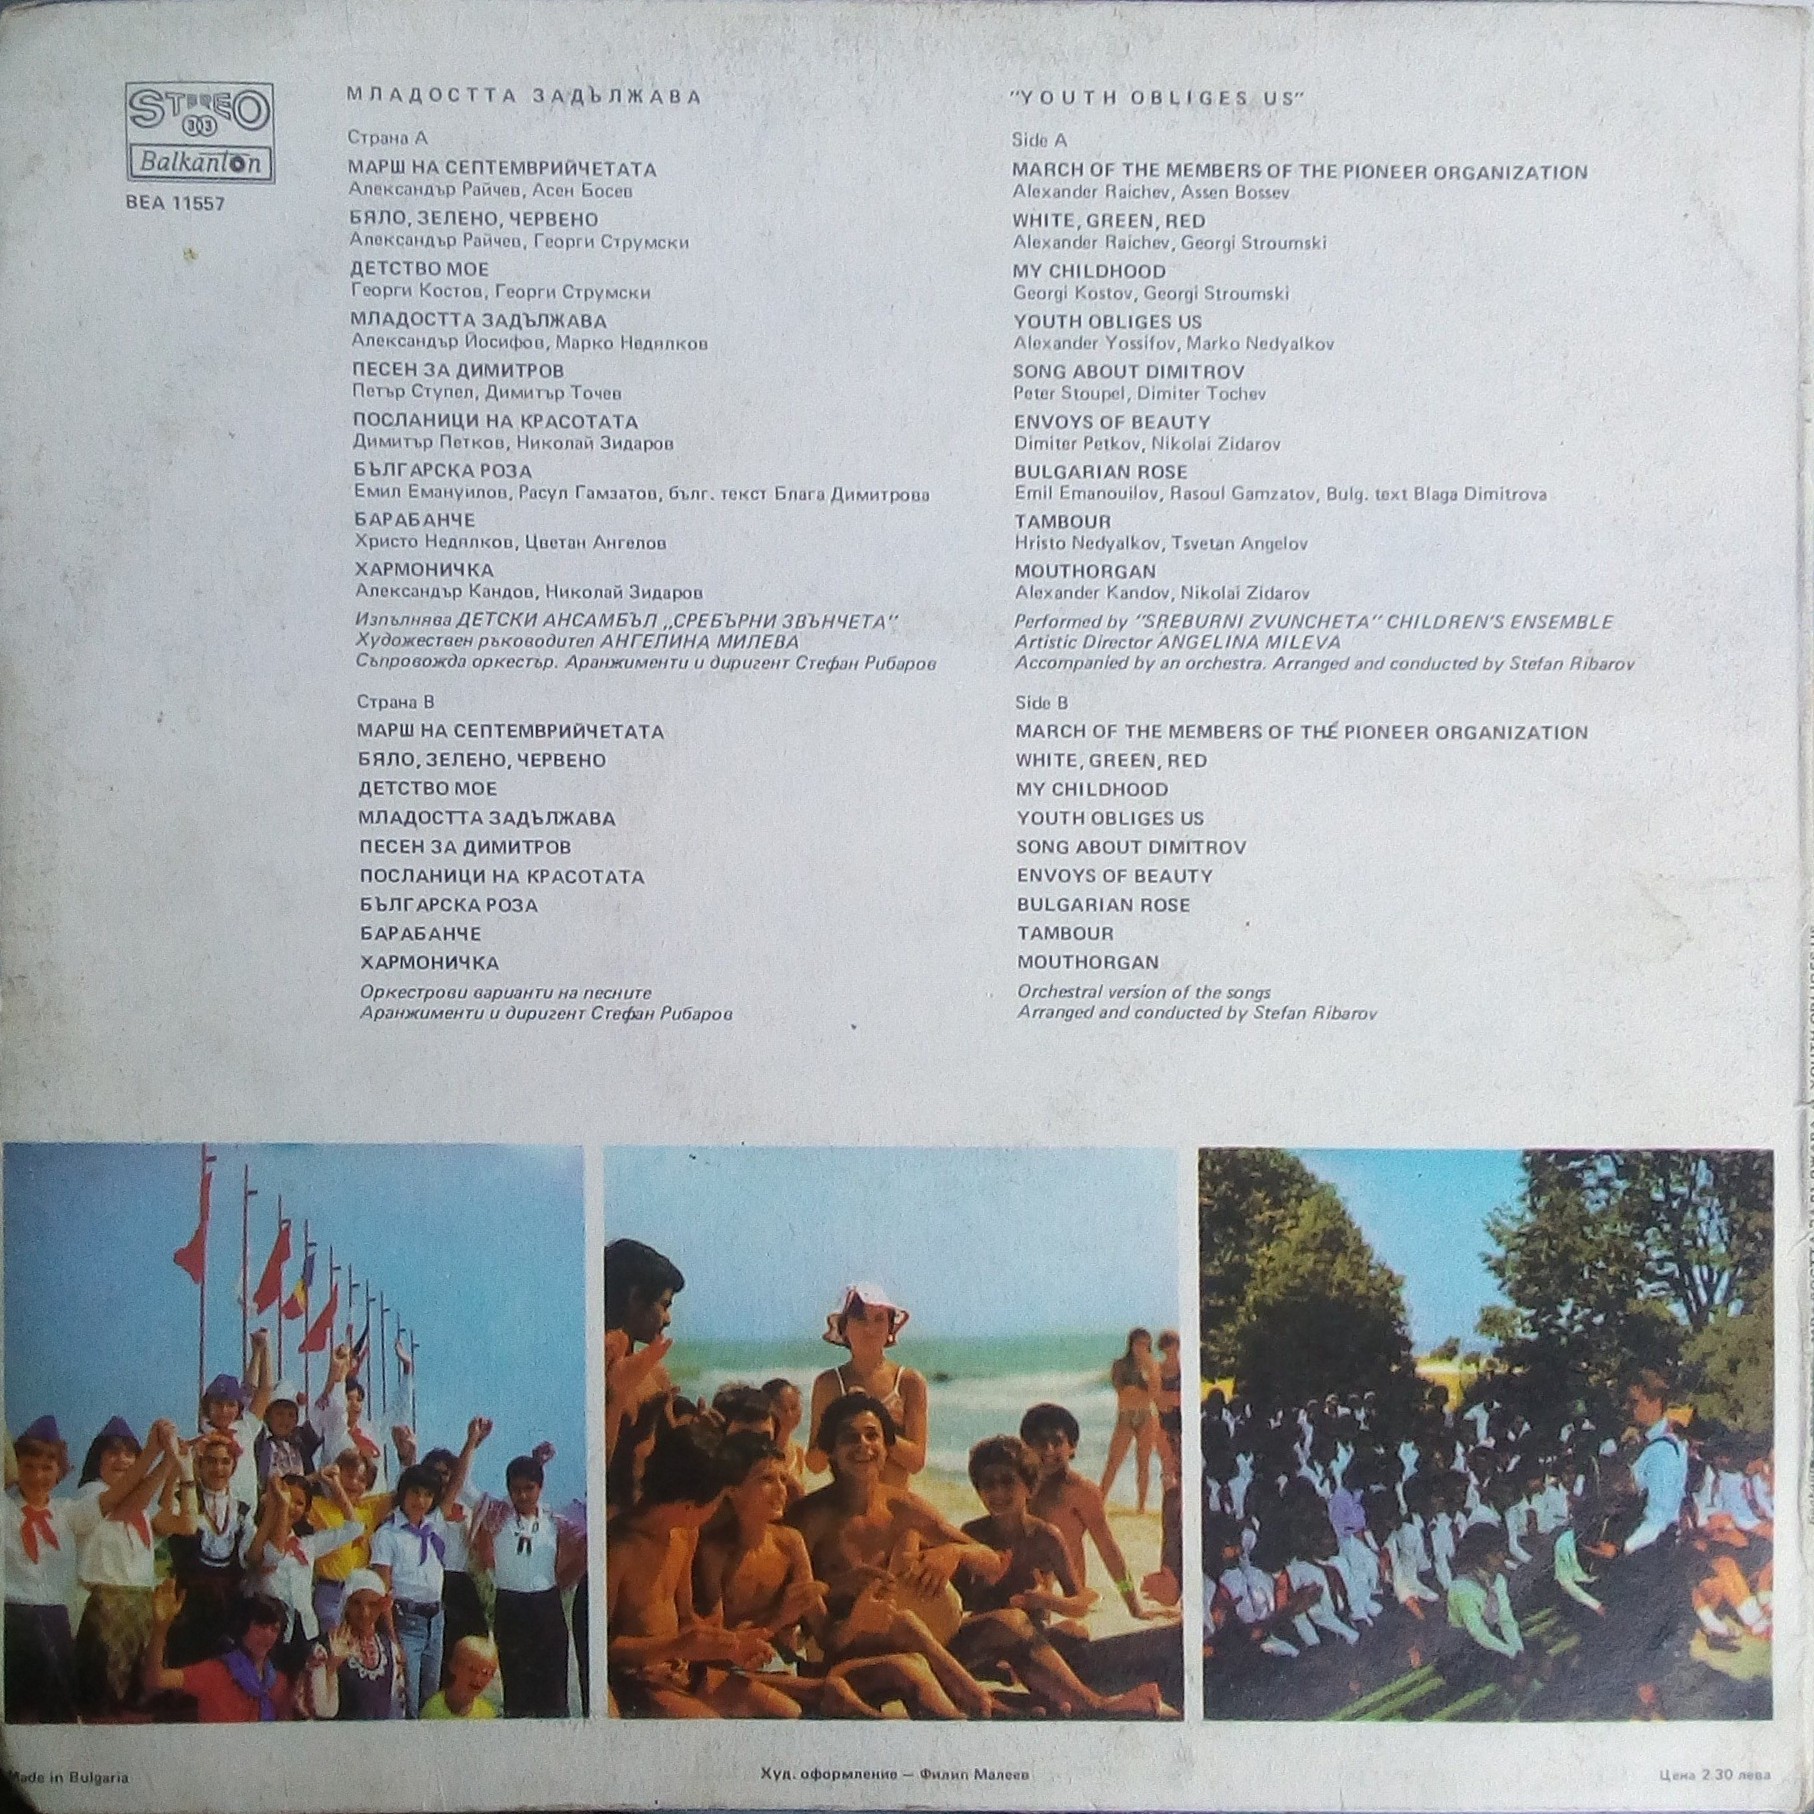 STEREO
33
Balkanton
ВЕА 11557
МЛАДОСТТА ЗАДЪЛЖАВА
Страна А
МАРШ НА СЕПТЕМВРИЙЧЕТАТА
Александър Райчев, Асен Босев
БЯЛО, ЗЕЛЕНО, ЧЕРВЕНО
Александър Райчев, Георги Струмски
ДЕТСТВО МОЕ
Георги Костов, Георги Струмски
МЛАДОСТТА ЗАДЪЛЖАВА
Александър Йосифов, Марко Недялков
ПЕСЕН ЗА ДИМИТРОВ
Петър Ступел, Димитър Точев
ПОСЛАНИЦИ НА КРАСОТАТА
Димитър Петков, Николай Зидаров
БЪЛГАРСКА РОЗА
Емил Емануилов, Расул Гамзатов, бълг. текст Блага Димитрова
БАРАБАНЧЕ
Христо Недялков, Цветан Ангелов
ХАРМОНИЧКА
Александър Кандов, Николай Зидаров
Изпълнява ДЕТСКИ АНСАМБЪЛ „СРЕБЪРНИ ЗВЪНЧЕТА"
Художествен ръководител АНГЕЛИНА МИЛЕВА
Съпровожда оркестър. Аранжименти и диригент Стефан Рибаров
Страна В
МАРШ НА СЕПТЕМВРИЙЧЕТАТА
БЯЛО, ЗЕЛЕНО, ЧЕРВЕНО
ДЕТСТВО МОЕ
МЛАДОСТТА ЗАДЪЛЖАВА
ПЕСЕН ЗА ДИМИТРОВ
ПОСЛАНИЦИ НА КРАСОТАТА
БЪЛГАРСКА РОЗА
БАРАБАНЧЕ
ХАРМОНИЧКА
Оркестрови варианти на песните
Аранжименти и диригент Стефан Рибаров
"YOUTH OBLIGES US"
Side A
MARCH OF THE MEMBERS OF THE PIONEER ORGANIZATION
Alexander Raichev, Assen Bossev
WHITE, GREEN, RED
Alexander Raichev, Georgi Stroumski
MY CHILDHOOD
Georgi Kostov, Georgi Stroumski
YOUTH OBLIGES US
Alexander Yossifov, Marko Nedyalkov
SONG ABOUT DIMITROV
Peter Stoupel, Dimiter Tochev
ENVOYS OF BEAUTY
Dimiter Petkov, Nikolai Zidarov
BULGARIAN ROSE
Emil Emanouilov, Rasoul Gamzatov, Bulg. text Blaga Dimitrova
TAMBOUR
Hristo Nedyalkov, Tsvetan Angelov
MOUTHORGAN
Alexander Kandov, Nikolai Zidarov
Performed by "SREBURNI ZVUNCHETA" CHILDREN'S ENSEMBLE
Artistic Director ANGELINA MILEVA
Accompanied by an orchestra. Arranged and conducted by Stefan Ribarov
Side B
MARCH OF THE MEMBERS OF THE PIONEER ORGANIZATION
WHITE, GREEN, RED
MY CHILDHOOD
YOUTH OBLIGES US
SONG ABOUT DIMITROV
ENVOYS OF BEAUTY
BULGARIAN ROSE
TAMBOUR
MOUTHORGAN
Orchestral version of the songs
Arranged and conducted by Stefan Ribarov
Made in Bulgaria
Худ. оформление — Филип Малеев
Цена 2.30 лева